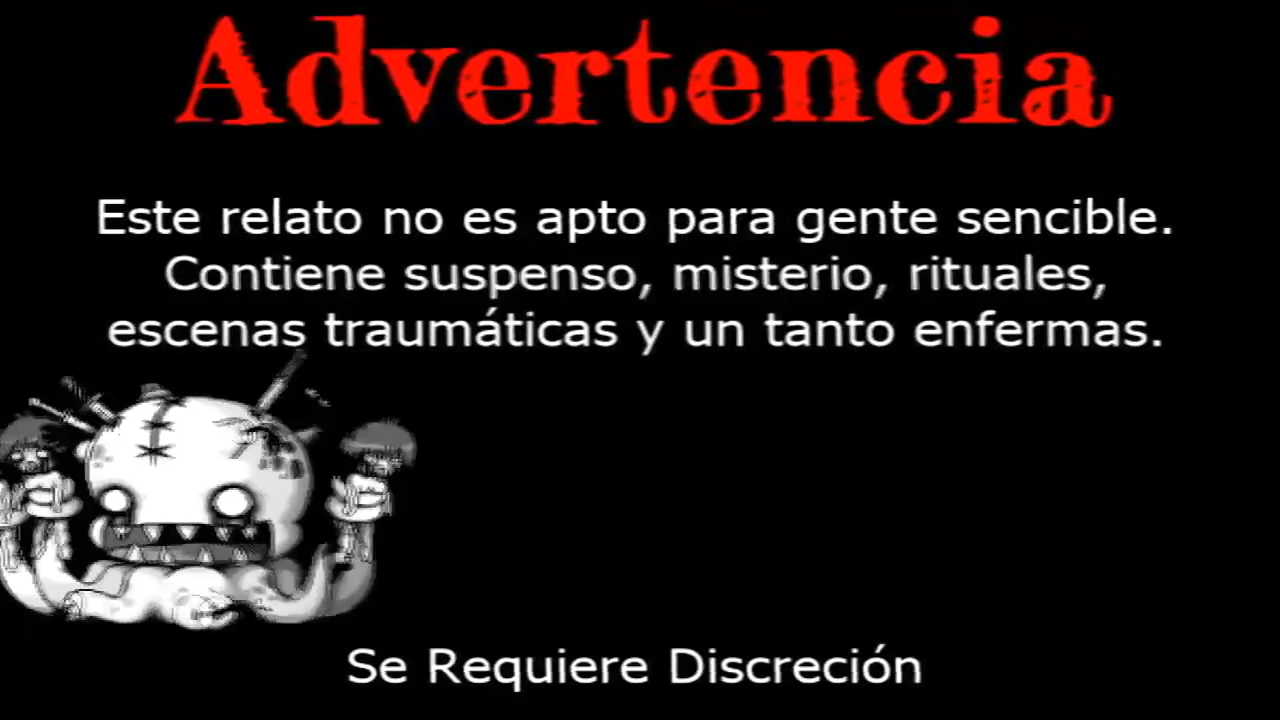 Advertencia
Este relato no es apto para gente sencible.
Contiene suspenso, misterio, rituales,
escenas traumáticas y un tanto enfermas.
Se Requiere Discreción